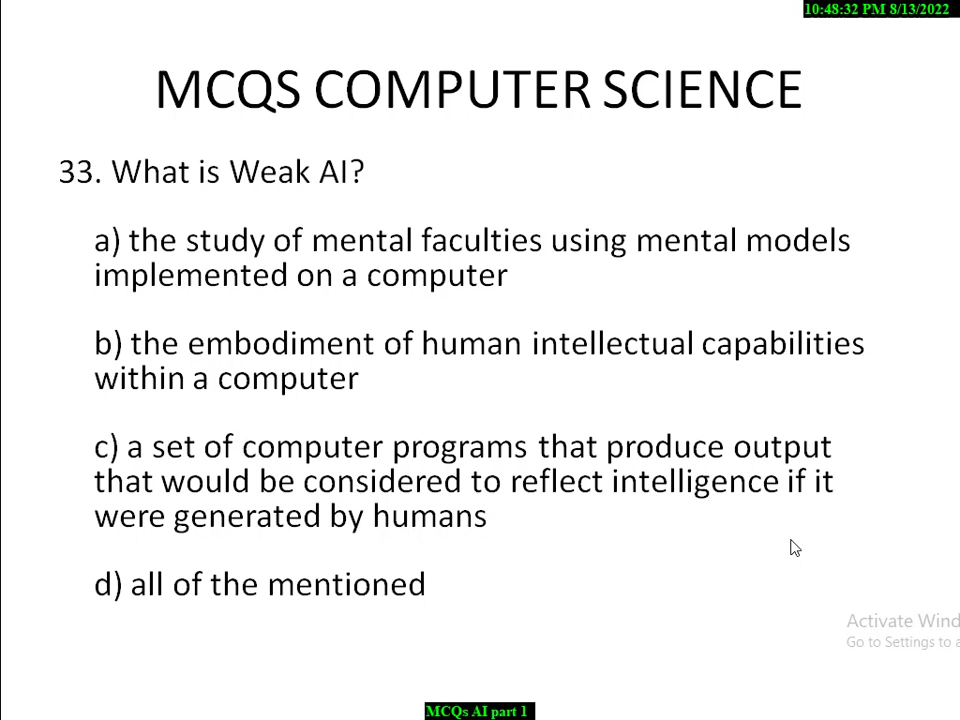 10:48:32 PM 8/13/2022
MCQS COMPUTER SCIENCE
33. What is Weak AI?
a) the study of mental faculties using mental models
implemented on a computer
b) the embodiment of human intellectual capabilities
within a computer
c) a set of computer programs that produce output
that would be considered to reflect intelligence if it
were generated by humans
d) all of the mentioned
Activate Wind
Go to Settings to a
MCQs AI part 1